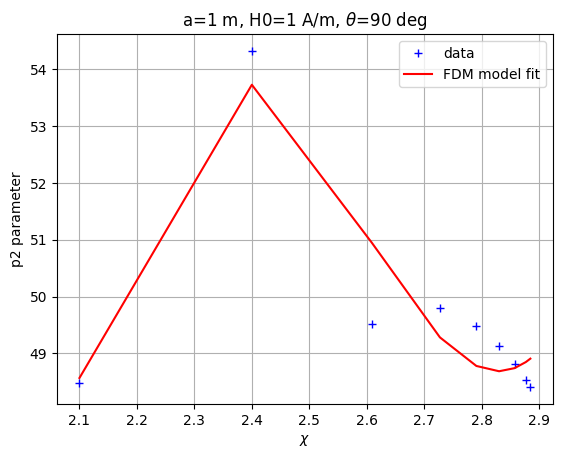 a=1 m, H0=1 A/m, θ=90 deg
data
FDM model fit
p2 parameter
54
53
52
51
50
49
2.1 2.2 2.3 2.4 2.5 2.6 2.7 2.8 2.9
χ